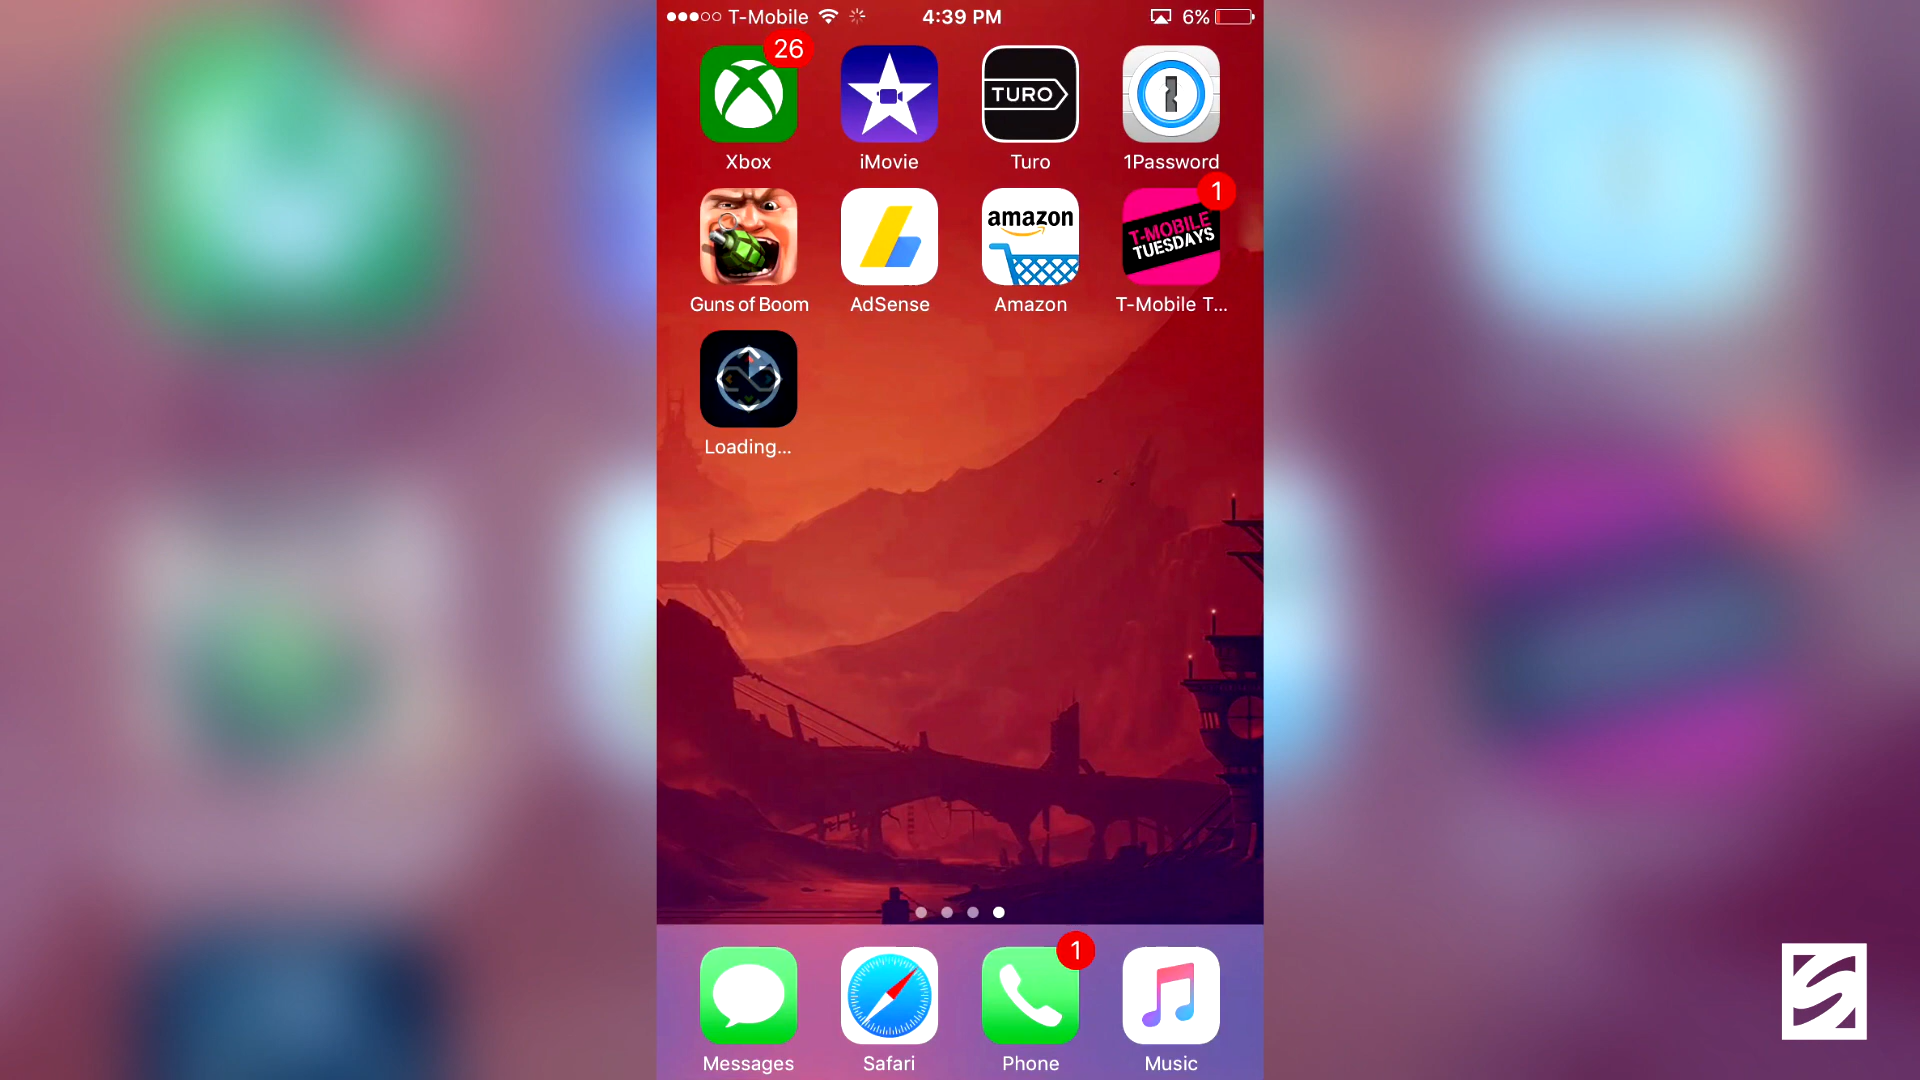 T-Mobile 4:39 PM 6%
26
TURO
Xbox iMovie Turo 1Password
amazon
1
T-MOBILE
TUESDAYS
Guns of Boom AdSense Amazon T-Mobile T...
Loading...
1
Messages Safari Phone Music